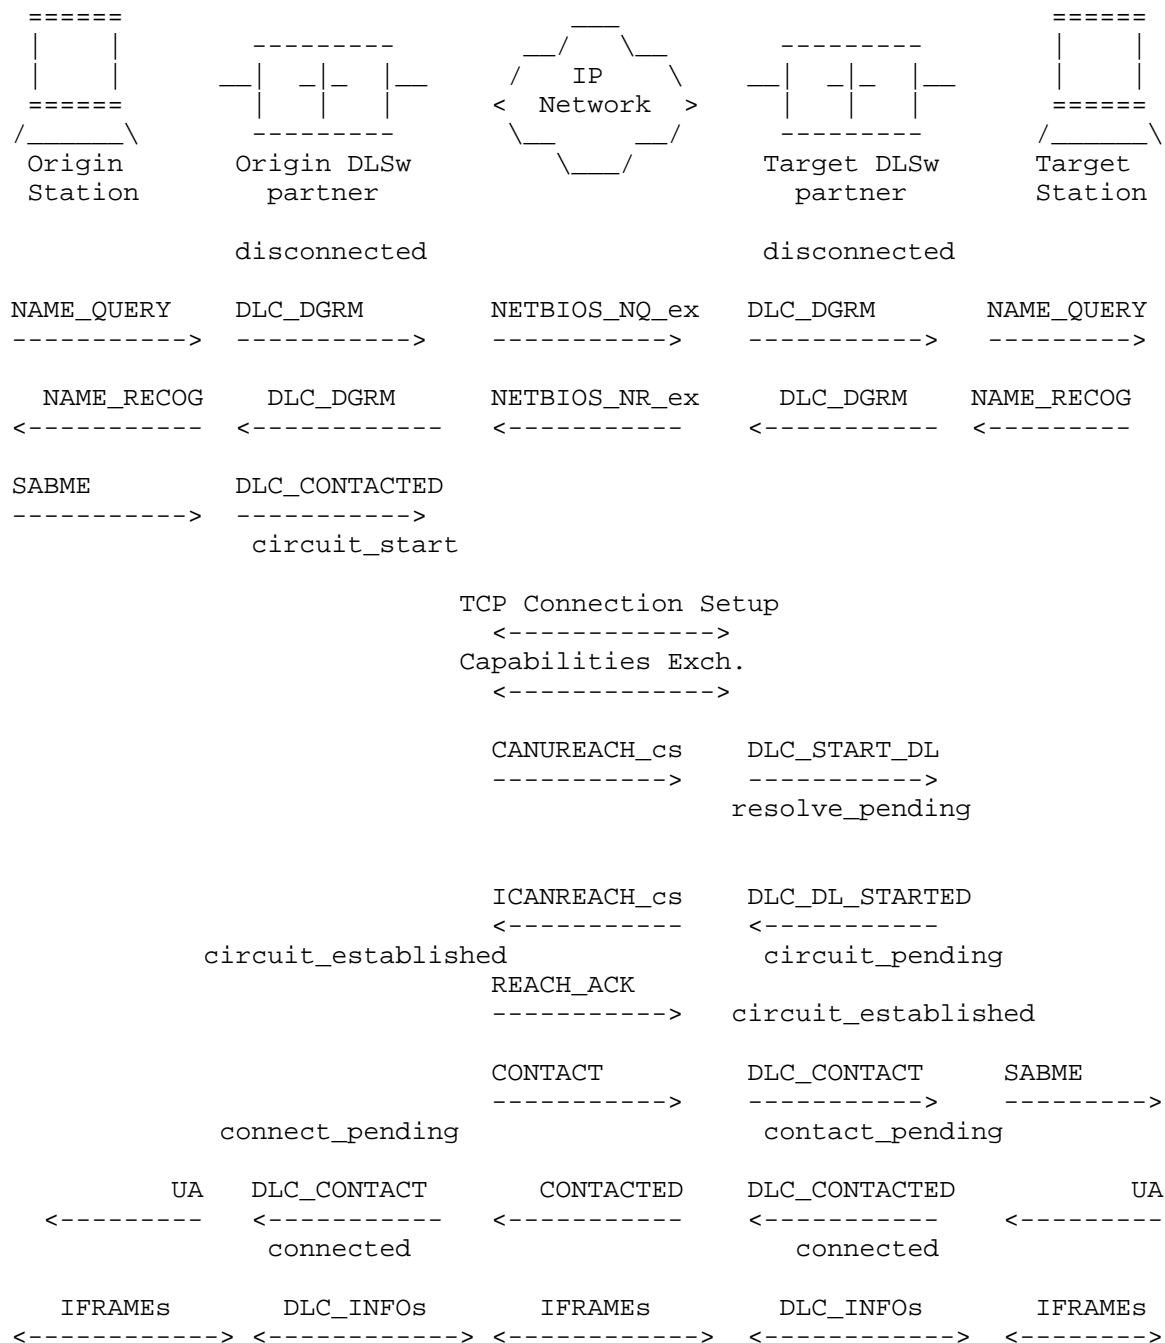 IP
Network
Origin Origin DLSw Target DLSw Target
Station partner partner Station
disconnected disconnected
NAME_QUERY DLC_DGRM NETBIOS_NQ_ex DLC_DGRM NAME_QUERY
NAME_RECOG DLC_DGRM NETBIOS_NR_ex DLC_DGRM NAME_RECOG
SABME DLC_CONTACTED
circuit_start
TCP Connection Setup
Capabilities Exch.
CANUREACH_cs DLC_START_DL
resolve_pending
ICANREACH_cs DLC_DL_STARTED
circuit_established circuit_pending
REACH_ACK
circuit_established
CONTACT DLC_CONTACT SABME
connect_pending contact_pending
UA DLC_CONTACT CONTACTED DLC_CONTACTED UA
connected connected
IFRAMEs DLC_INFOs IFRAMEs DLC_INFOs IFRAMEs